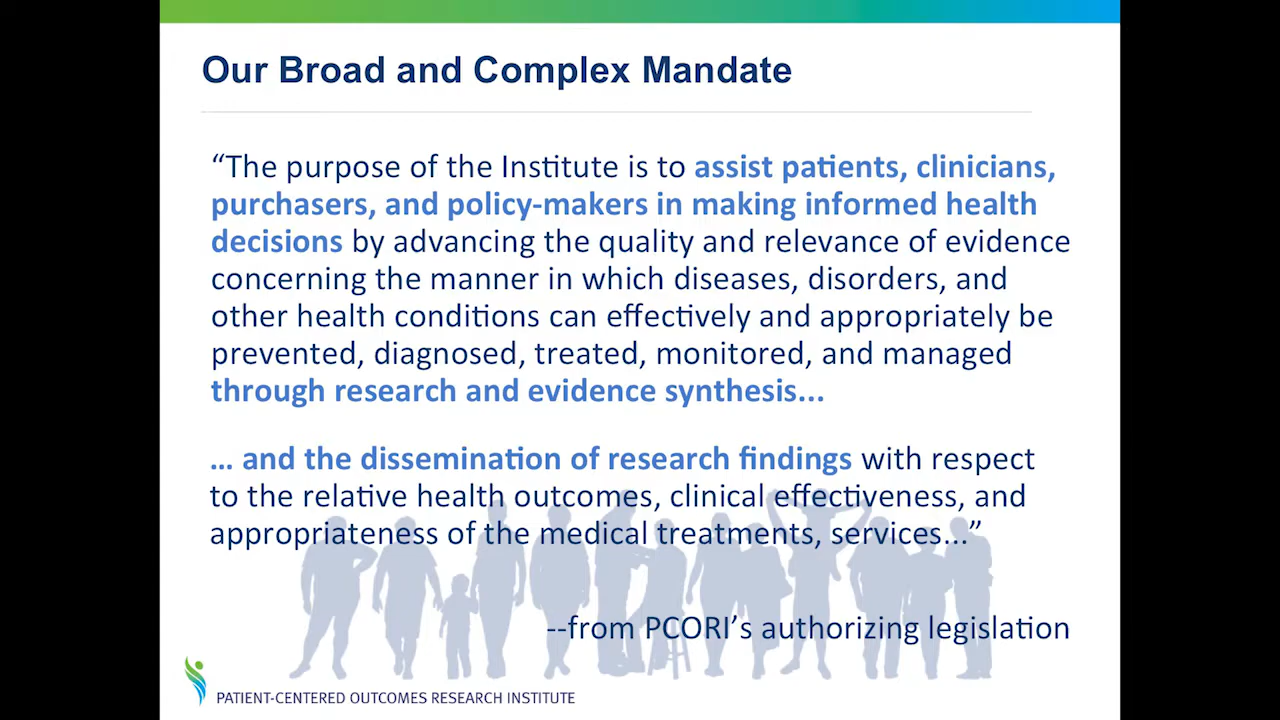 Our Broad and Complex Mandate
“The purpose of the Institute is to assist patients, clinicians,
purchasers, and policy-makers in making informed health
decisions by advancing the quality and relevance of evidence
concerning the manner in which diseases, disorders, and
other health conditions can effectively and appropriately be
prevented, diagnosed, treated, monitored, and managed
through research and evidence synthesis...
… and the dissemination of research findings with respect
to the relative health outcomes, clinical effectiveness, and
appropriateness of the medical treatments, services...”
--from PCORI’s authorizing legislation
PATIENT-CENTERED OUTCOMES RESEARCH INSTITUTE